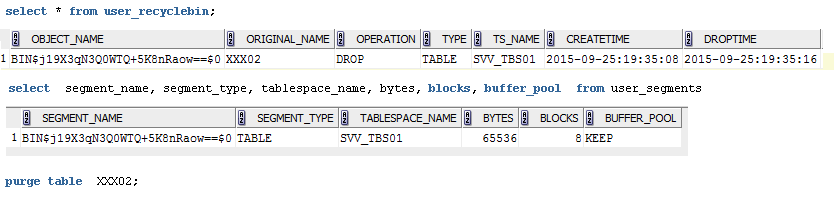 select * from user_recyclebin;
OBJECT_NAME ORIGINAL_NAME OPERATION TYPE TS_NAME CREATETIME DROPTIME
1 BIN$j19X3qN3Q0WTQ+5K8nRaow==$0 XXX02 DROP TABLE SVV_TBS01 2015-09-25:19:35:08 2015-09-25:19:35:16
select segment_name, segment_type, tablespace_name, bytes, blocks, buffer_pool from user_segments
SEGMENT_NAME SEGMENT_TYPE TABLESPACE_NAME BYTES BLOCKS BUFFER_POOL
1 BIN$j19X3qN3Q0WTQ+5K8nRaow==$0 TABLE SVV_TBS01 65536 8 KEEP
purge table XXX02;